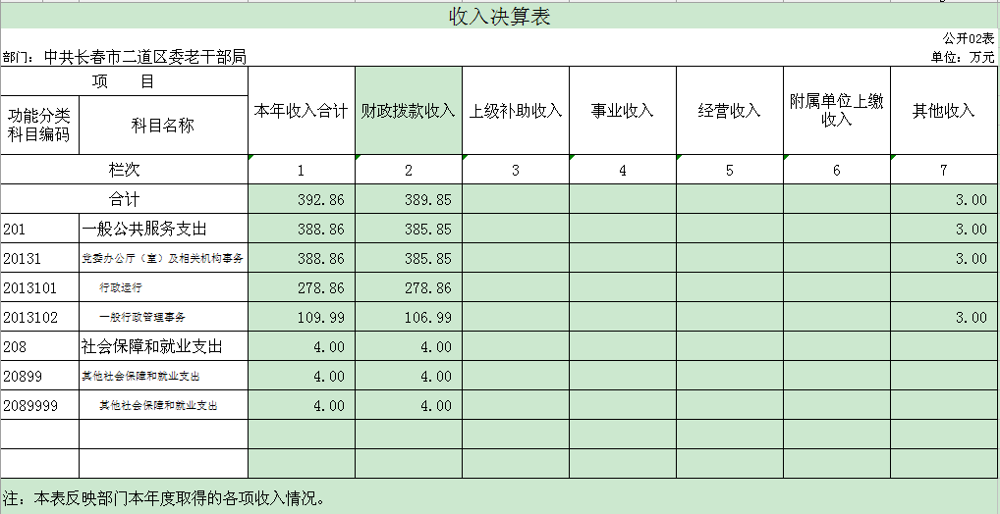 收入决算表
公开02表
部门：中共长春市二道区委老干部局
单位：万元
项 目
本年收入合计 财政拨款收入 上级补助收入 事业收入 经营收入 附属单位上缴收入 其他收入
功能分类科目编码 科目名称
栏次 1 2 3 4 5 6 7
合计 392.86 389.85 3.00
201 一般公共服务支出 388.86 385.85 3.00
20131 党委办公厅（室）及相关机构事务 388.86 385.85 3.00
2013101 行政运行 278.86 278.86
2013102 一般行政管理事务 109.99 106.99 3.00
208 社会保障和就业支出 4.00 4.00
20899 其他社会保障和就业支出 4.00 4.00
2089999 其他社会保障和就业支出 4.00 4.00
注：本表反映部门本年度取得的各项收入情况。